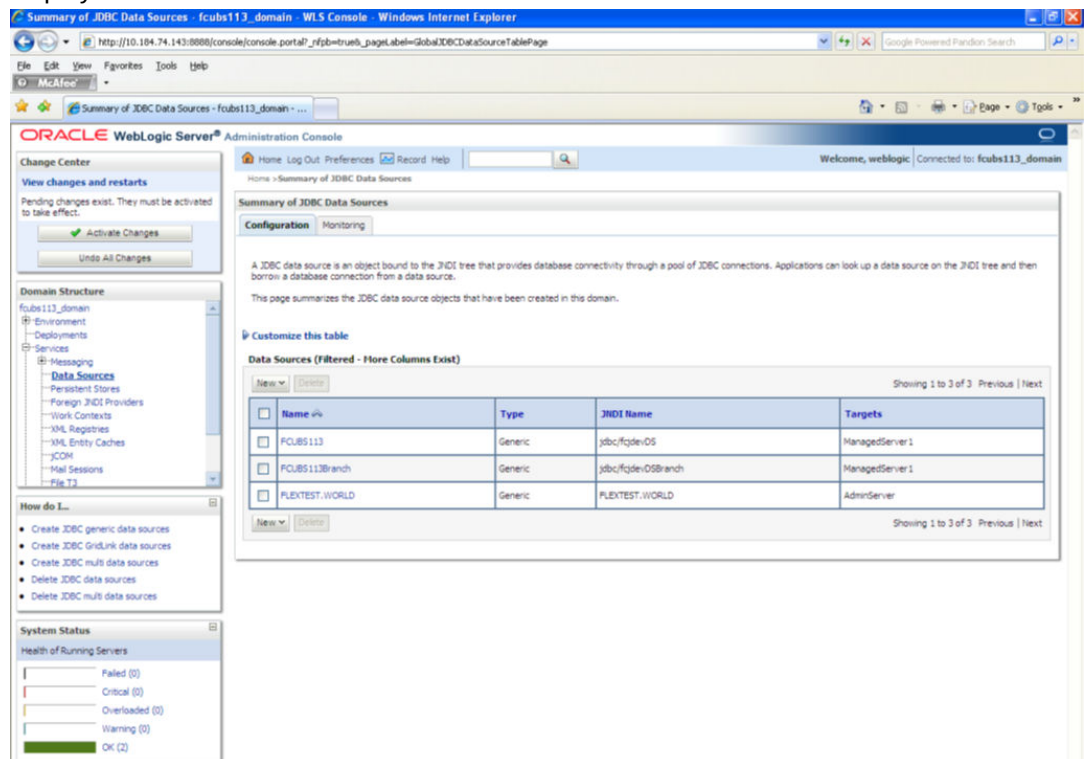 Summary of JDBC Data Sources - fcubs113_domain - WLS Console - Windows Internet Explorer
http://10.184.74.143:8888/console/console.portal?_nfpb=true&_pageLabel=GlobalJDBCDataSourceTablePage
Google Powered Pandion Search
File Edit View Favorites Tools Help
McAfee
Summary of JDBC Data Sources - fcubs113_domain - ...
Page
Tools
ORACLE WebLogic Server® Administration Console
Change Center
View changes and restarts
Pending changes exist. They must be activated
to take effect.
Activate Changes
Undo All Changes
Domain Structure
fcubs113_domain
Environment
Deployments
Services
Messaging
Data Sources
Persistent Stores
Foreign JNDI Providers
Work Contexts
XML Registries
XML Entity Caches
jCOM
Mail Sessions
File T3
How do I...
Create JDBC generic data sources
Create JDBC GridLink data sources
Create JDBC multi data sources
Delete JDBC data sources
Delete JDBC multi data sources
System Status
Health of Running Servers
Failed (0)
Critical (0)
Overloaded (0)
Warning (0)
OK (2)
Home Log Out Preferences Record Help
Welcome, weblogic Connected to: fcubs113_domain
Home >Summary of JDBC Data Sources
Summary of JDBC Data Sources
Configuration Monitoring
A JDBC data source is an object bound to the JNDI tree that provides database connectivity through a pool of JDBC connections. Applications can look up a data source on the JNDI tree and then
borrow a database connection from a data source.
This page summarizes the JDBC data source objects that have been created in this domain.
Customize this table
Data Sources (Filtered - More Columns Exist)
New Delete Showing 1 to 3 of 3 Previous | Next
Name Type JNDI Name Targets
FCUBS113 Generic jdbc/fcjdevDS ManagedServer1
FCUBS113Branch Generic jdbc/fcjdevDSBranch ManagedServer1
FLEXTEST.WORLD Generic FLEXTEST.WORLD AdminServer
New Delete Showing 1 to 3 of 3 Previous | Next